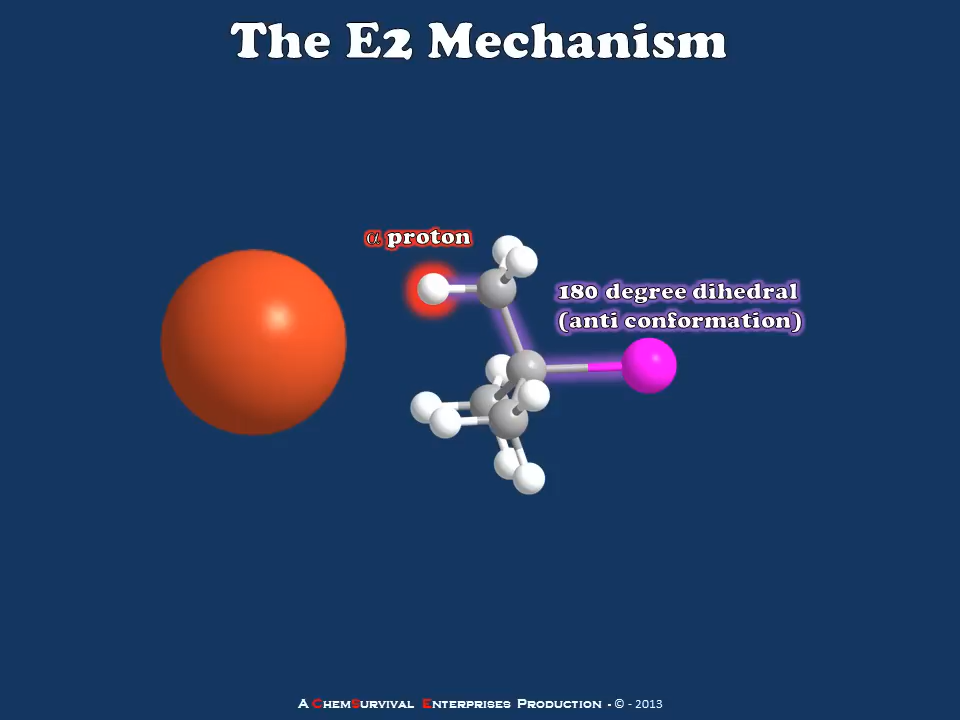 The E2 Mechanism
α proton
180 degree dihedral
(anti conformation)
A ChemSurvival Enterprises Production - © - 2013